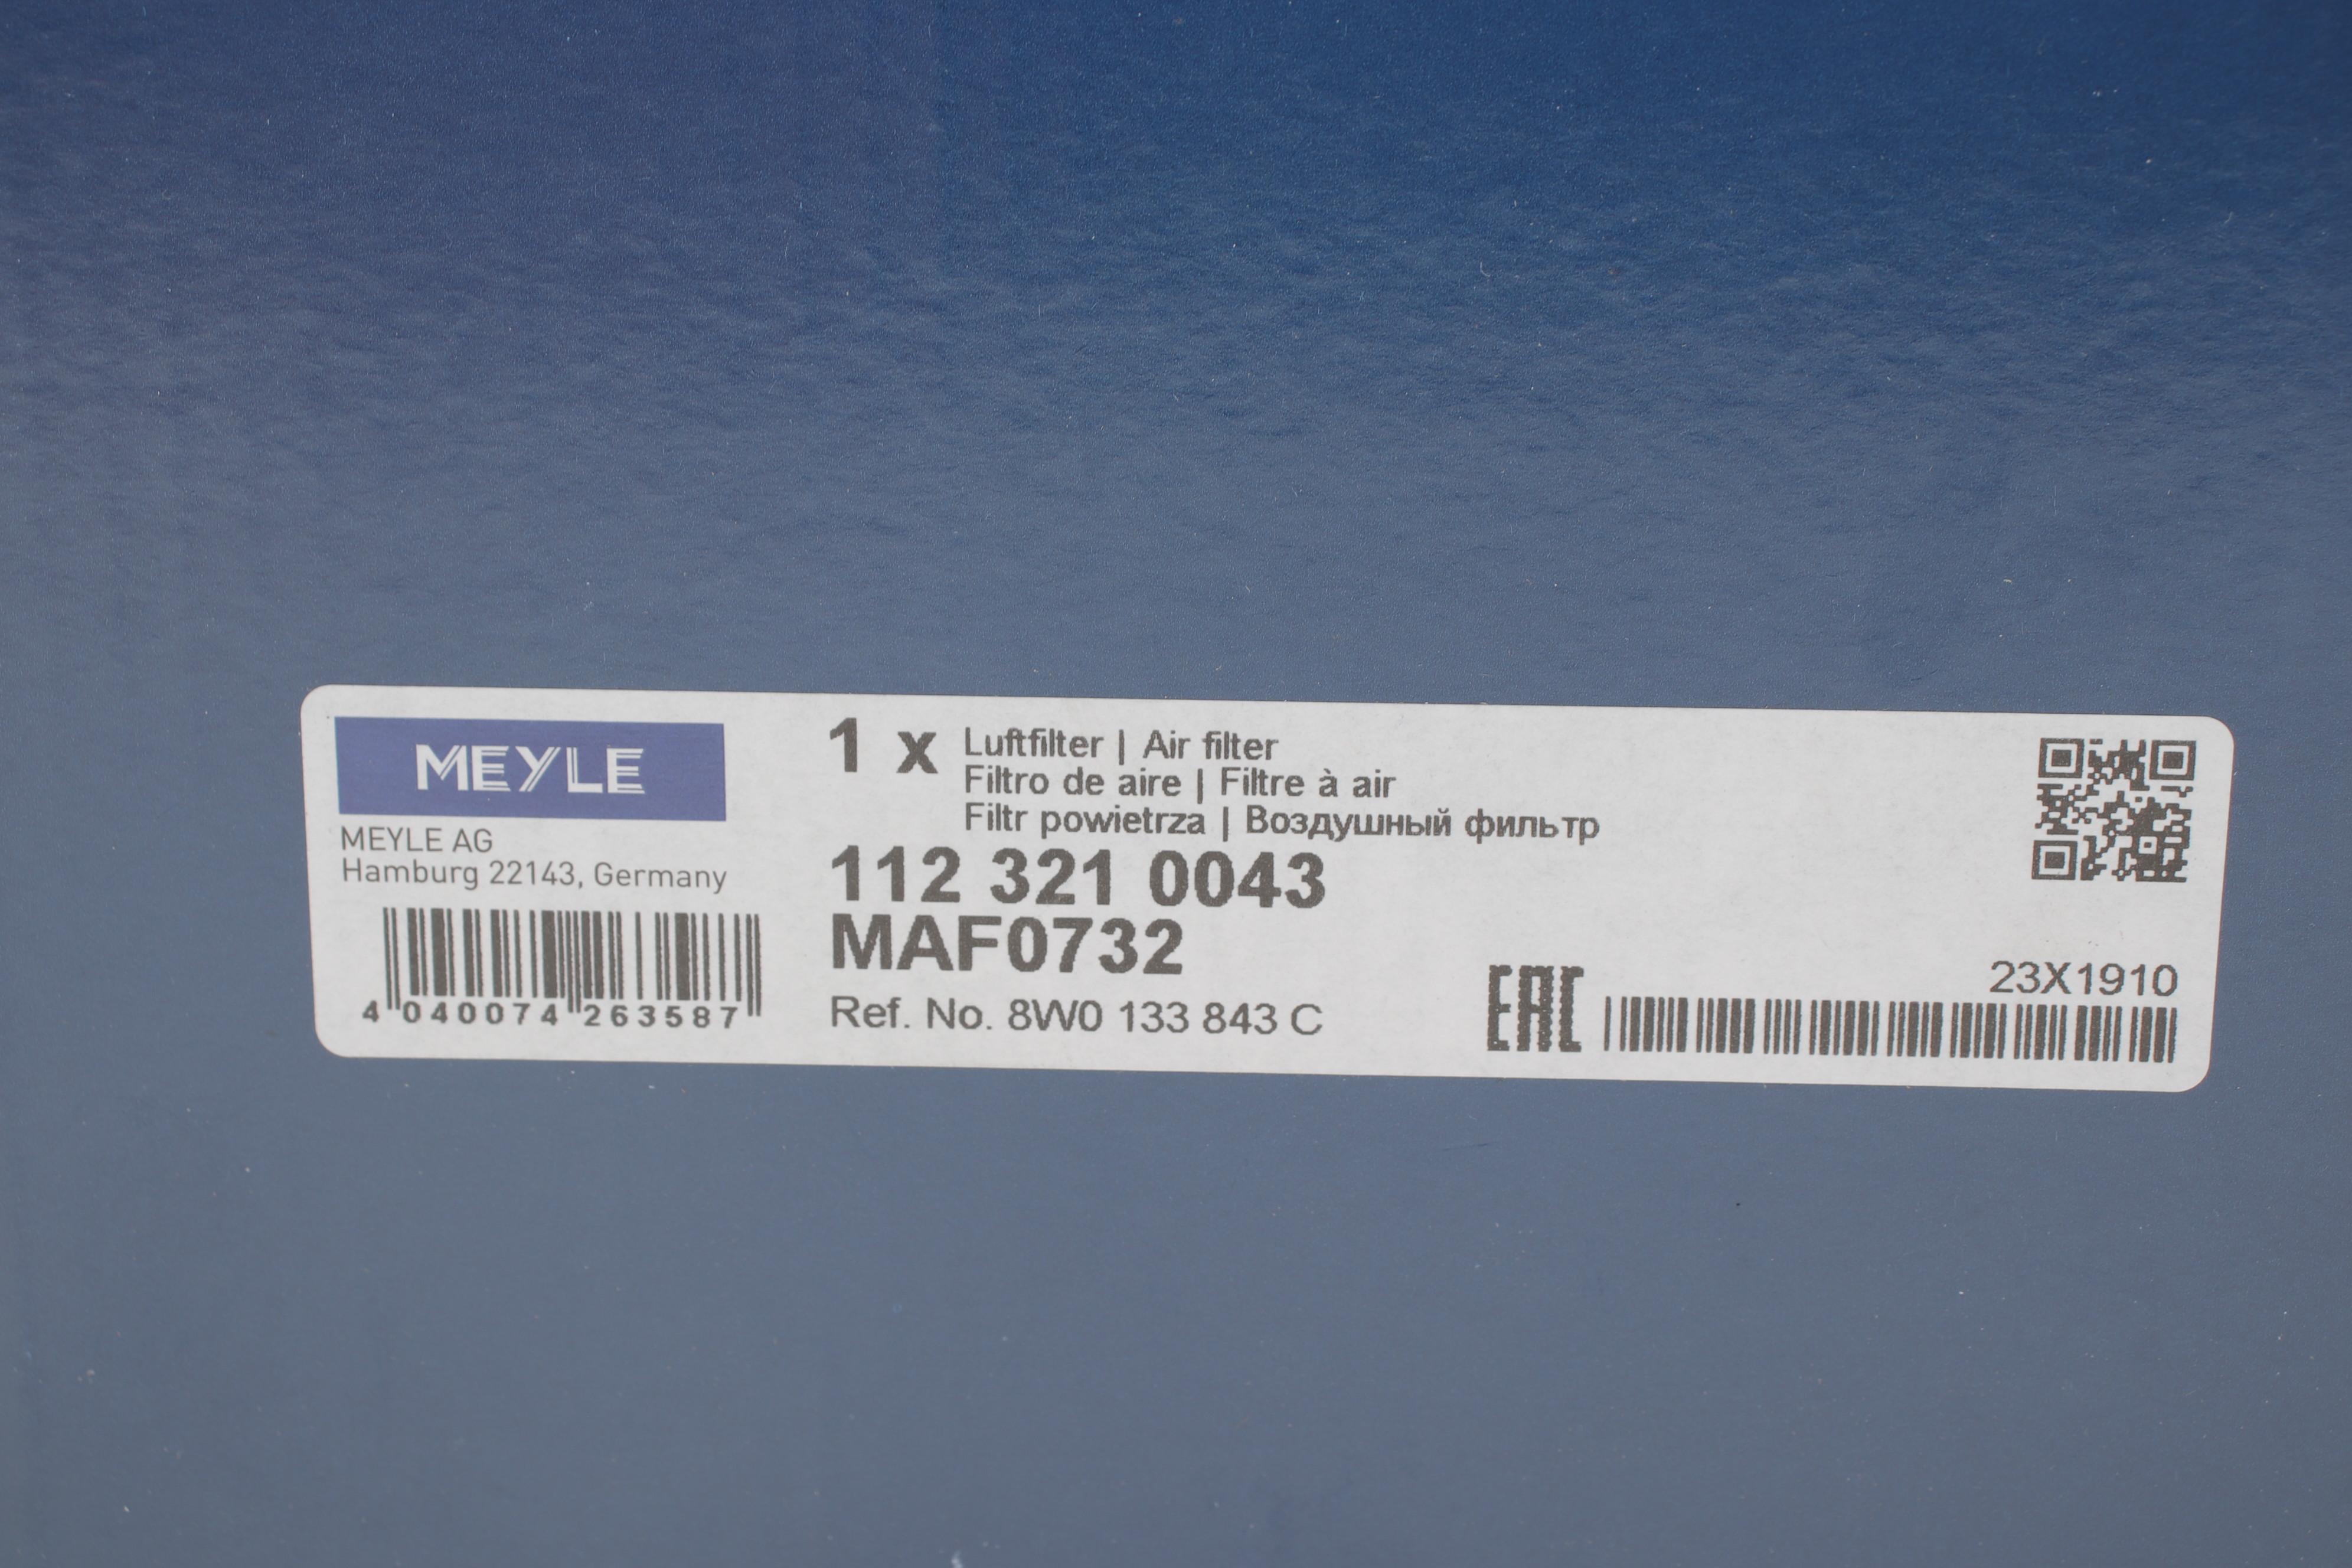 MEYLE
MEYLE AG
Hamburg 22143, Germany
4 040074 263587
1 x Luftfilter | Air filter
Filtro de aire | Filtre à air
Filtr powietrza | Воздушный фильтр
112 321 0043
MAF0732
Ref. No. 8W0 133 843 C
EAC
23X1910